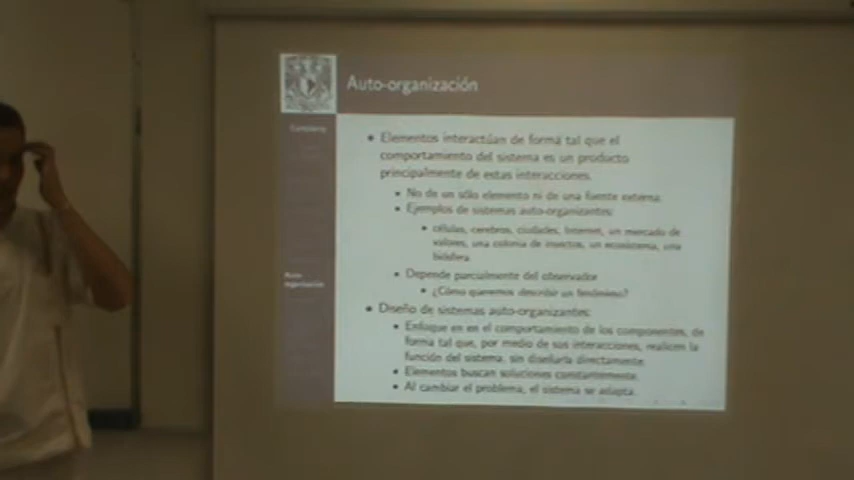 Auto-organización
Elementos interactúan de forma tal que el
comportamiento del sistema es un producto
principalmente de estas interacciones.
No de un sólo elemento ni de una fuente externa.
Ejemplos de sistemas auto-organizantes:
células, cerebros, ciudades, Internet, un mercado de
valores, una colonia de insectos, un ecosistema, una
biósfera
Depende parcialmente del observador
¿Cómo queremos describir un fenómeno?
Diseño de sistemas auto-organizantes:
Enfoque en en el comportamiento de los componentes, de
forma tal que, por medio de sus interacciones, realicen la
función del sistema, sin diseñarla directamente.
Elementos buscan soluciones constantemente.
Al cambiar el problema, el sistema se adapta.
Auto-
organización